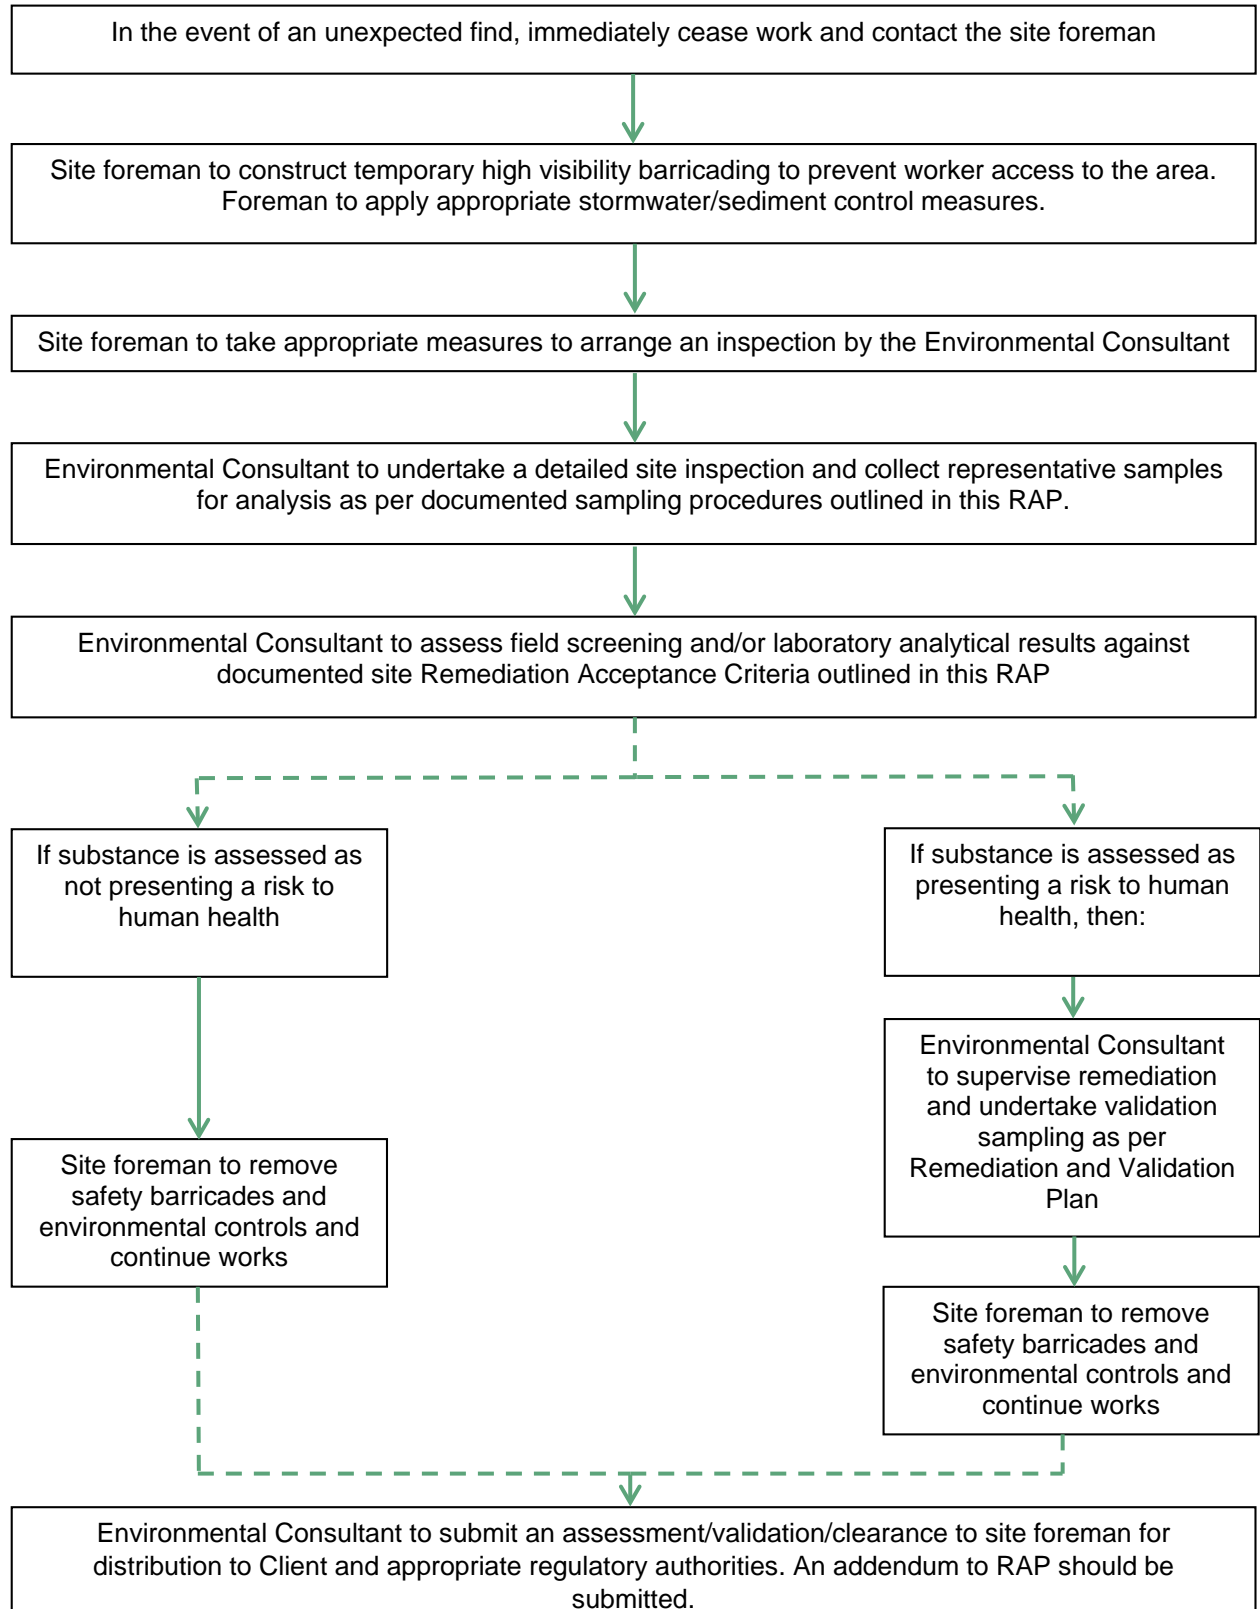 In the event of an unexpected find, immediately cease work and contact the site foreman
Site foreman to construct temporary high visibility barricading to prevent worker access to the area.
Foreman to apply appropriate stormwater/sediment control measures.
Site foreman to take appropriate measures to arrange an inspection by the Environmental Consultant
Environmental Consultant to undertake a detailed site inspection and collect representative samples
for analysis as per documented sampling procedures outlined in this RAP.
Environmental Consultant to assess field screening and/or laboratory analytical results against
documented site Remediation Acceptance Criteria outlined in this RAP
If substance is assessed as
not presenting a risk to
human health
Site foreman to remove
safety barricades and
environmental controls and
continue works
If substance is assessed as
presenting a risk to human
health, then:
Environmental Consultant
to supervise remediation
and undertake validation
sampling as per
Remediation and Validation
Plan
Site foreman to remove
safety barricades and
environmental controls and
continue works
Environmental Consultant to submit an assessment/validation/clearance to site foreman for
distribution to Client and appropriate regulatory authorities. An addendum to RAP should be
submitted.